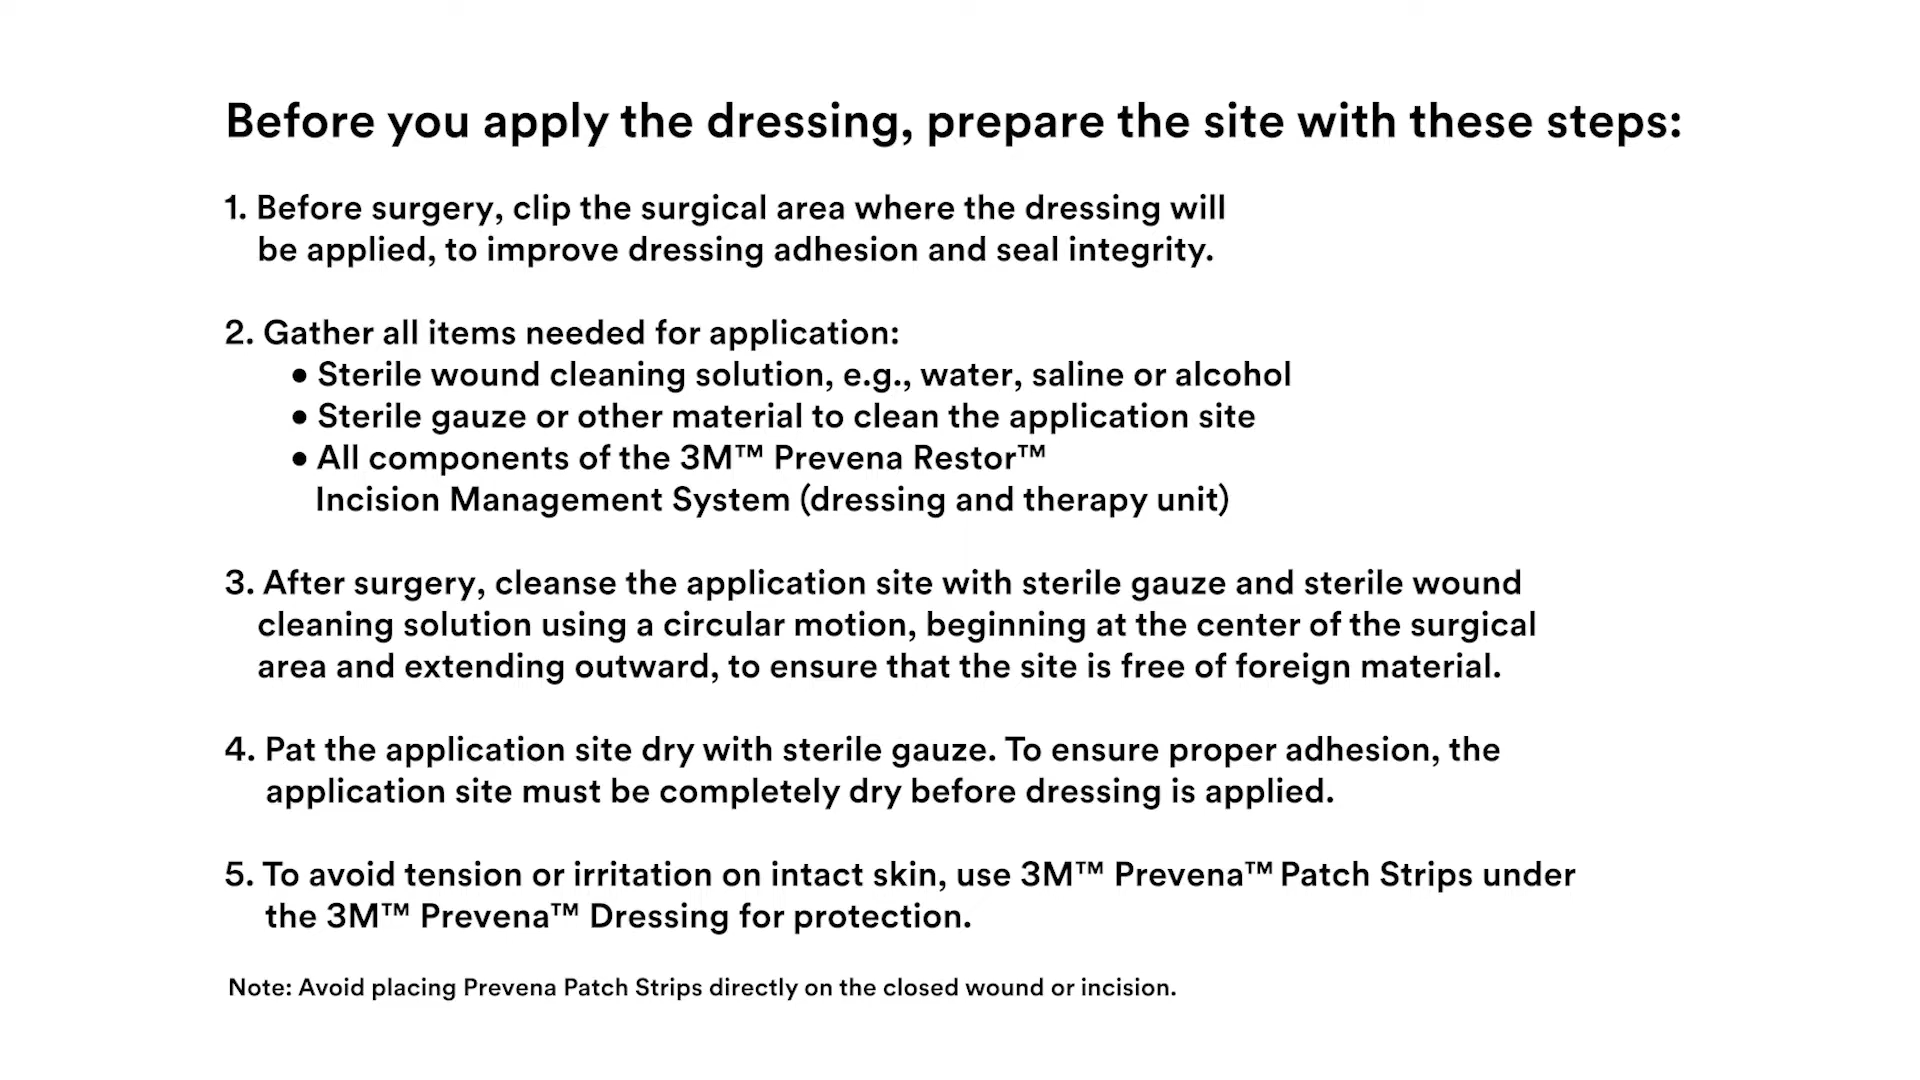 Before you apply the dressing, prepare the site with these steps:
1. Before surgery, clip the surgical area where the dressing will
be applied, to improve dressing adhesion and seal integrity.
2. Gather all items needed for application:
● Sterile wound cleaning solution, e.g., water, saline or alcohol
● Sterile gauze or other material to clean the application site
● All components of the 3M™ Prevena Restor™
Incision Management System (dressing and therapy unit)
3. After surgery, cleanse the application site with sterile gauze and sterile wound
cleaning solution using a circular motion, beginning at the center of the surgical
area and extending outward, to ensure that the site is free of foreign material.
4. Pat the application site dry with sterile gauze. To ensure proper adhesion, the
application site must be completely dry before dressing is applied.
5. To avoid tension or irritation on intact skin, use 3M™ Prevena™ Patch Strips under
the 3M™ Prevena™ Dressing for protection.
Note: Avoid placing Prevena Patch Strips directly on the closed wound or incision.